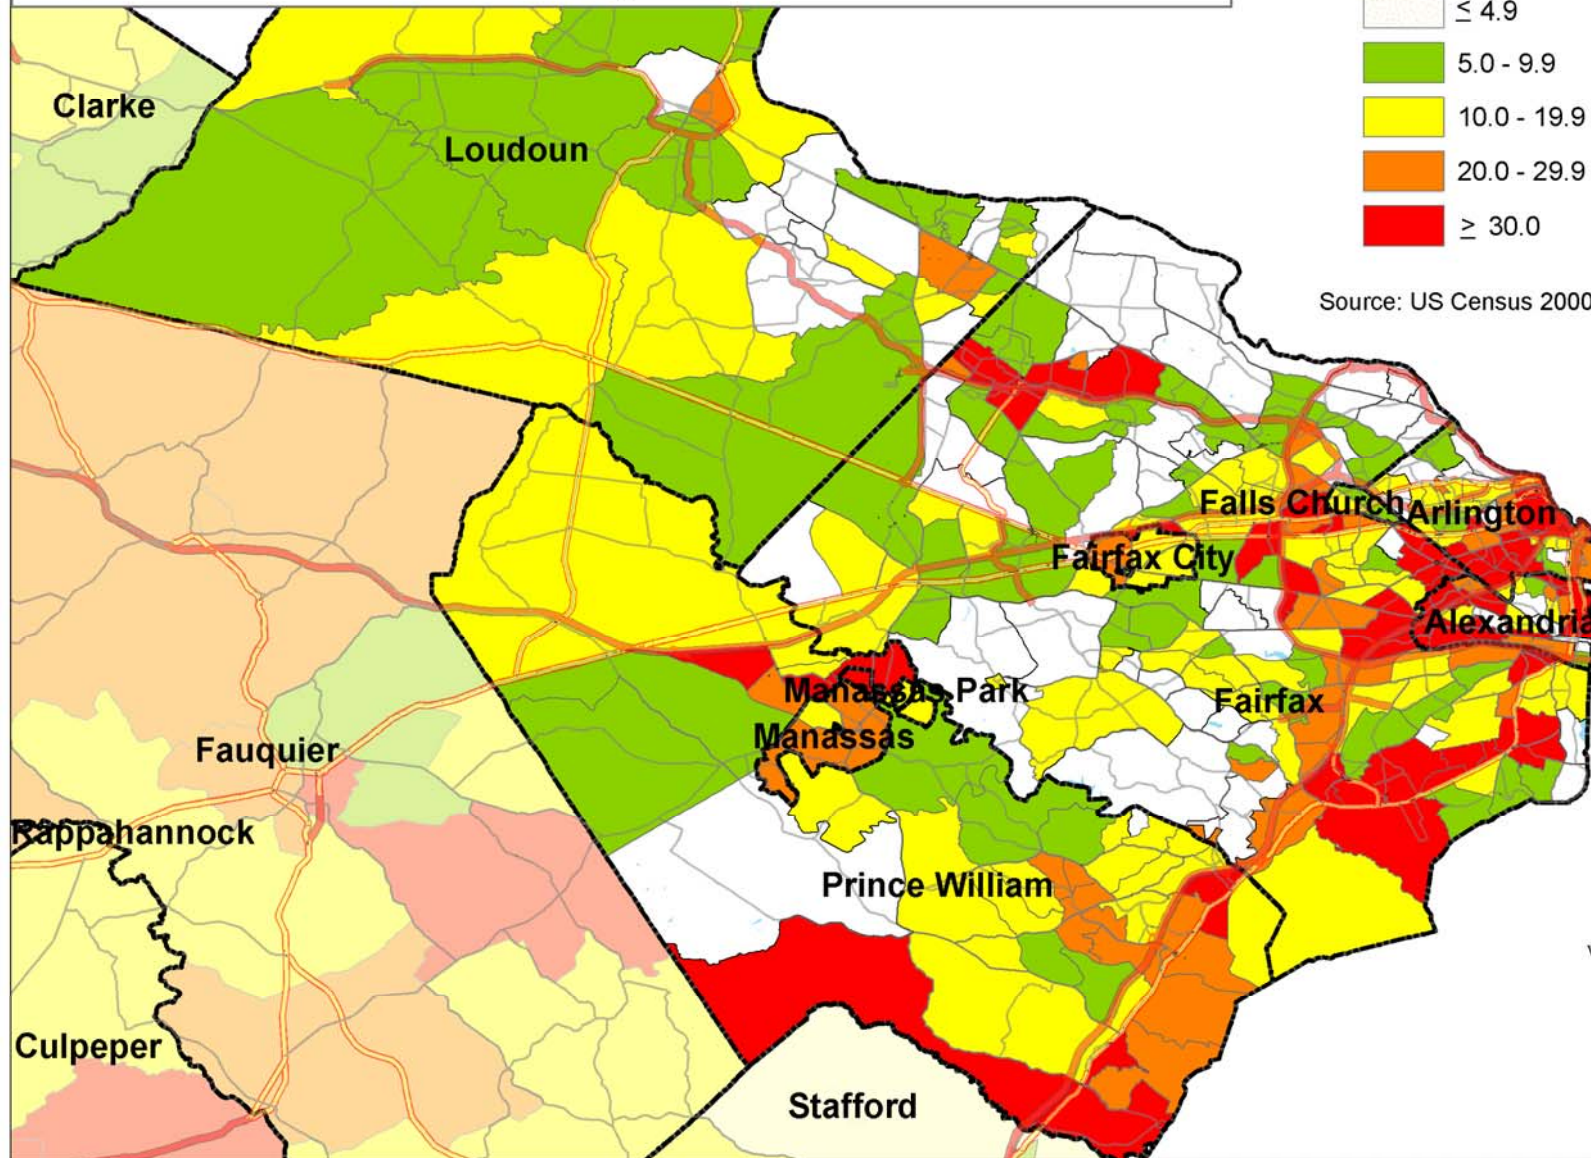 ≤ 4.9
5.0 - 9.9
10.0 - 19.9
20.0 - 29.9
≥ 30.0
Source: US Census 2000
Clarke
Loudoun
Falls Church
Arlington
Fairfax City
Alexandria
Manassas Park
Fairfax
Manassas
Fauquier
Rappahannock
Prince William
Culpeper
Stafford